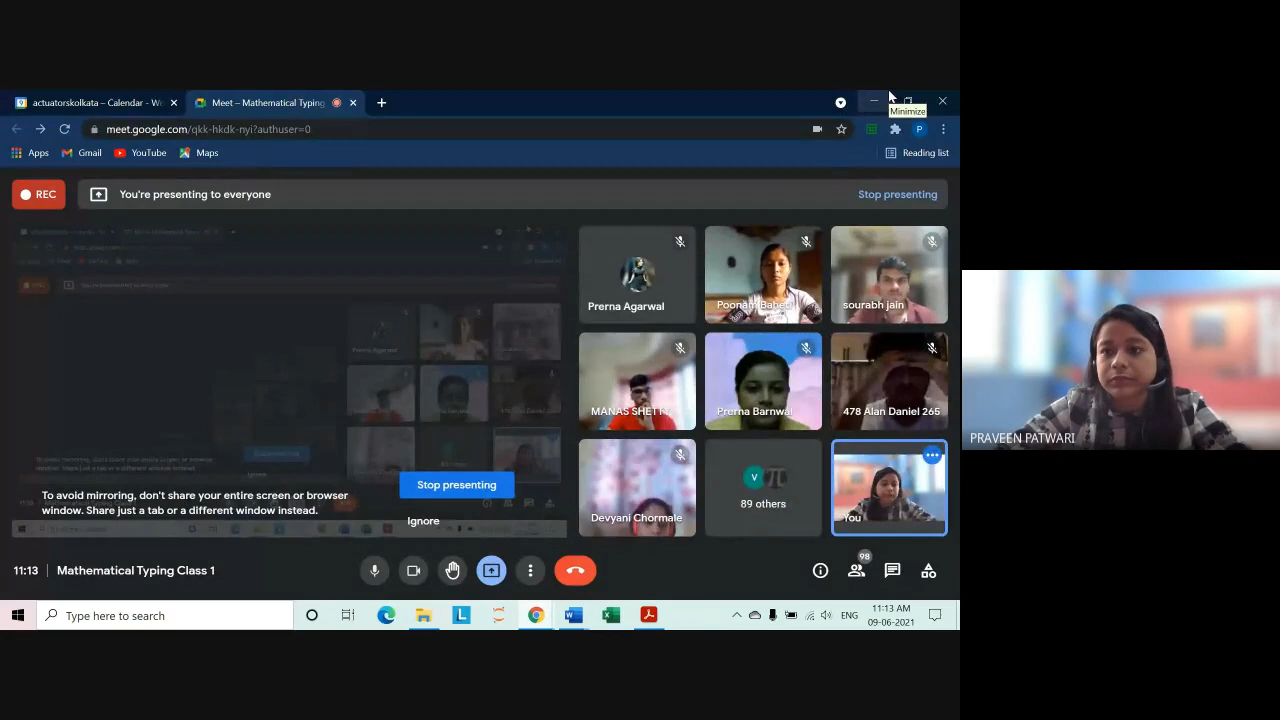 actuatorskolkata – Calendar - We
Meet – Mathematical Typing
Minimize
meet.google.com/qkk-hkdk-nyi?authuser=0
P
Apps
Gmail
YouTube
Maps
Reading list
REC
You're presenting to everyone
Stop presenting
Prerna Agarwal
Poonam
sourabh jain
MANAS SHETTY
Prerna Barnwal
478 Alan Daniel 265
To avoid mirroring, don't share your entire screen or browser
window. Share just a tab or a different window instead.
Stop presenting
Ignore
Devyani Chormale
V
89 others
You
PRAVEEN PATWARI
11:13
Mathematical Typing Class 1
98
Type here to search
ENG
11:13 AM
09-06-2021